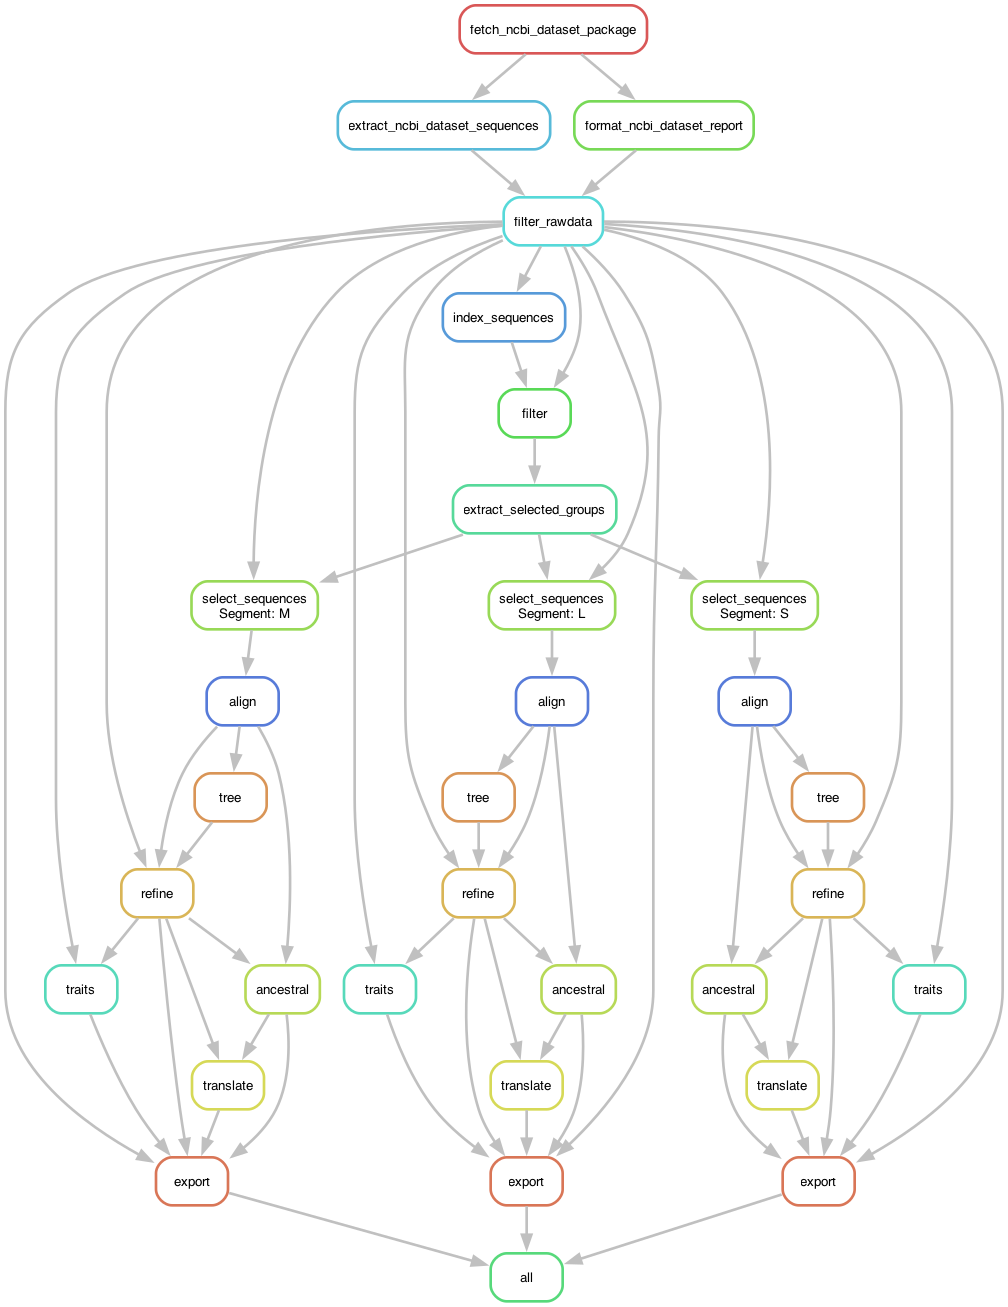 fetch_ncbi_dataset_package
extract_ncbi_dataset_sequences
format_ncbi_dataset_report
filter_rawdata
index_sequences
filter
extract_selected_groups
select_sequences
Segment: M
select_sequences
Segment: L
select_sequences
Segment: S
align
align
align
tree
tree
tree
refine
refine
refine
traits
ancestral
traits
ancestral
ancestral
traits
translate
translate
translate
export
export
export
all